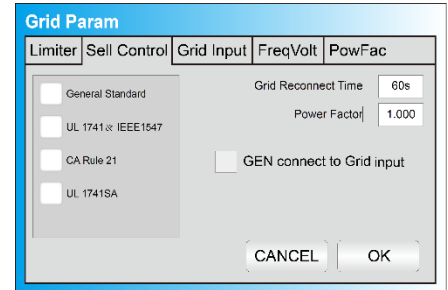 Grid Param
Limiter Sell Control Grid Input FreqVolt PowFac
General Standard
UL 1741 & IEEE1547
CA Rule 21
UL 1741SA
Grid Reconnect Time 60s
Power Factor 1.000
GEN connect to Grid input
CANCEL OK